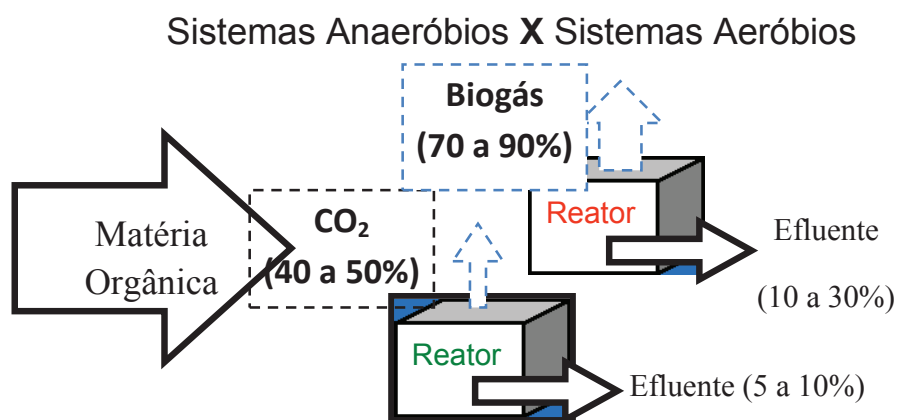 Sistemas Anaeróbios X Sistemas Aeróbios
Biogás
(70 a 90%)
Reator
Efluente
(10 a 30%)
Matéria
Orgânica
CO₂
(40 a 50%)
Reator
Efluente (5 a 10%)